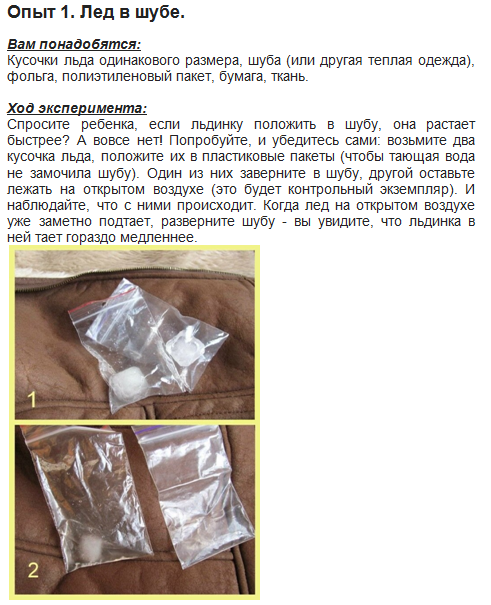 Опыт 1. Лед в шубе.
Вам понадобятся:
Кусочки льда одинакового размера, шуба (или другая теплая одежда),
фольга, полиэтиленовый пакет, бумага, ткань.
Ход эксперимента:
Спросите ребенка, если льдинку положить в шубу, она растает
быстрее? А вовсе нет! Попробуйте, и убедитесь сами: возьмите два
кусочка льда, положите их в пластиковые пакеты (чтобы тающая вода
не замочила шубу). Один из них заверните в шубу, другой оставьте
лежать на открытом воздухе (это будет контрольный экземпляр). И
наблюдайте, что с ними происходит. Когда лед на открытом воздухе
уже заметно подтает, разверните шубу - вы увидите, что льдинка в
ней тает гораздо медленнее.
1
2